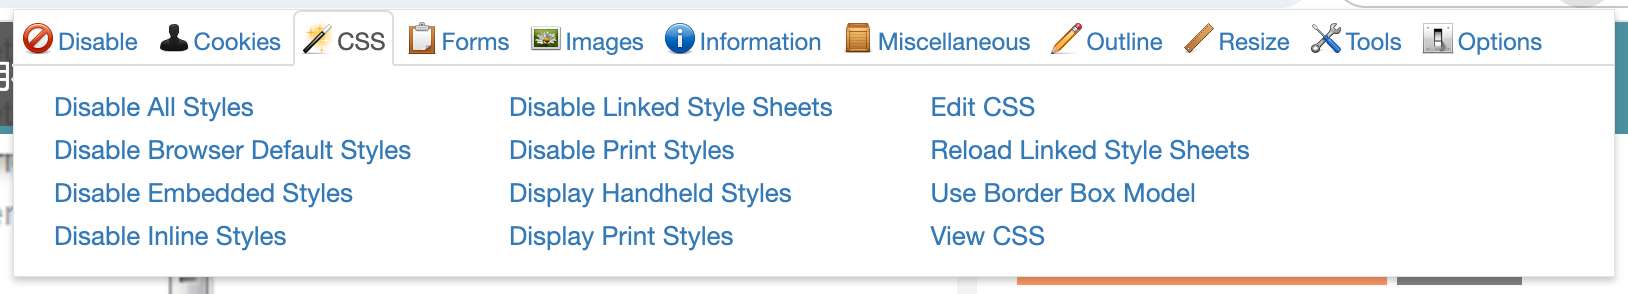 Disable Cookies CSS Forms Images Information Miscellaneous Outline Resize Tools Options
Disable All Styles Disable Linked Style Sheets Edit CSS
Disable Browser Default Styles Disable Print Styles Reload Linked Style Sheets
Disable Embedded Styles Display Handheld Styles Use Border Box Model
Disable Inline Styles Display Print Styles View CSS